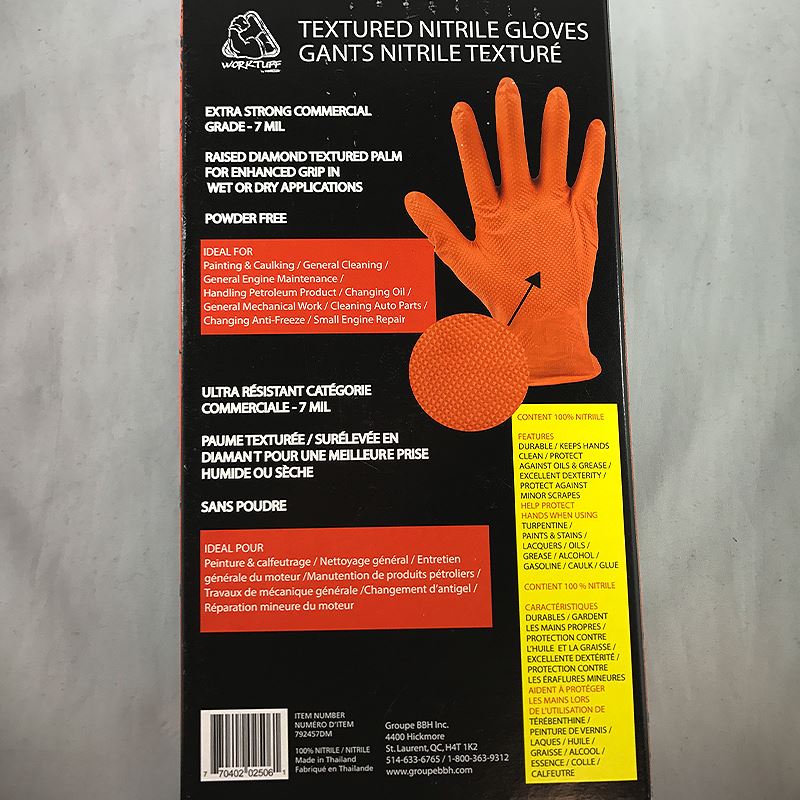 WORKTUFF
TEXTURED NITRILE GLOVES
GANTS NITRILE TEXTURÉ
EXTRA STRONG COMMERCIAL
GRADE - 7 MIL
RAISED DIAMOND TEXTURED PALM
FOR ENHANCED GRIP IN
WET OR DRY APPLICATIONS
POWDER FREE
IDEAL FOR
Painting & Caulking / General Cleaning /
General Engine Maintenance /
Handling Petroleum Product / Changing Oil /
General Mechanical Work / Cleaning Auto Parts /
Changing Anti-Freeze / Small Engine Repair
ULTRA RÉSISTANT CATÉGORIE
COMMERCIALE - 7 MIL
PAUME TEXTURÉE / SURÉLEVÉE EN
DIAMAN T POUR UNE MEILLEURE PRISE
HUMIDE OU SÈCHE
SANS POUDRE
IDEAL POUR
Peinture & calfeutrage / Nettoyage général / Entretien
générale du moteur /Manutention de produits pétroliers /
Travaux de mécanique générale /Changement d'antigel /
Réparation mineure du moteur
CONTENT 100% NITRIILE
FEATURES
DURABLE / KEEPS HANDS
CLEAN / PROTECT
AGAINST OILS & GREASE /
EXCELLENT DEXTERITY /
PROTECT AGAINST
MINOR SCRAPES
HELP PROTECT
HANDS WHEN USING
TURPENTINE /
PAINTS & STAINS /
LACQUERS / OILS /
GREASE / ALCOHOL /
GASOLINE / CAULK / GLUE
CONTIENT 100 % NITRILE
CARACTÉRISTIQUES
DURABLES / GARDENT
LES MAINS PROPRES /
PROTECTION CONTRE
L'HUILE ET LA GRAISSE /
EXCELLENTE DEXTÉRITÉ /
PROTECTION CONTRE
LES ÉRAFLURES MINEURES
AIDENT À PROTÉGER
LES MAINS LORS
DE L'UTILISATION DE
TÉRÉBENTHINE /
PEINTURE DE VERNIS /
LAQUES / HUILE /
GRAISSE / ALCOOL /
ESSENCE / COLLE /
CALFEUTRE
7 70402 02506 1
ITEM NUMBER
NUMÉRO D'ITEM
792457DM
100% NITRILE / NITRILE
Made in Thailand
Fabriqué en Thailande
Groupe BBH Inc.
4400 Hickmore
St. Laurent, QC, H4T 1K2
514-633-6765 / 1-800-363-9312
www.groupebbh.com